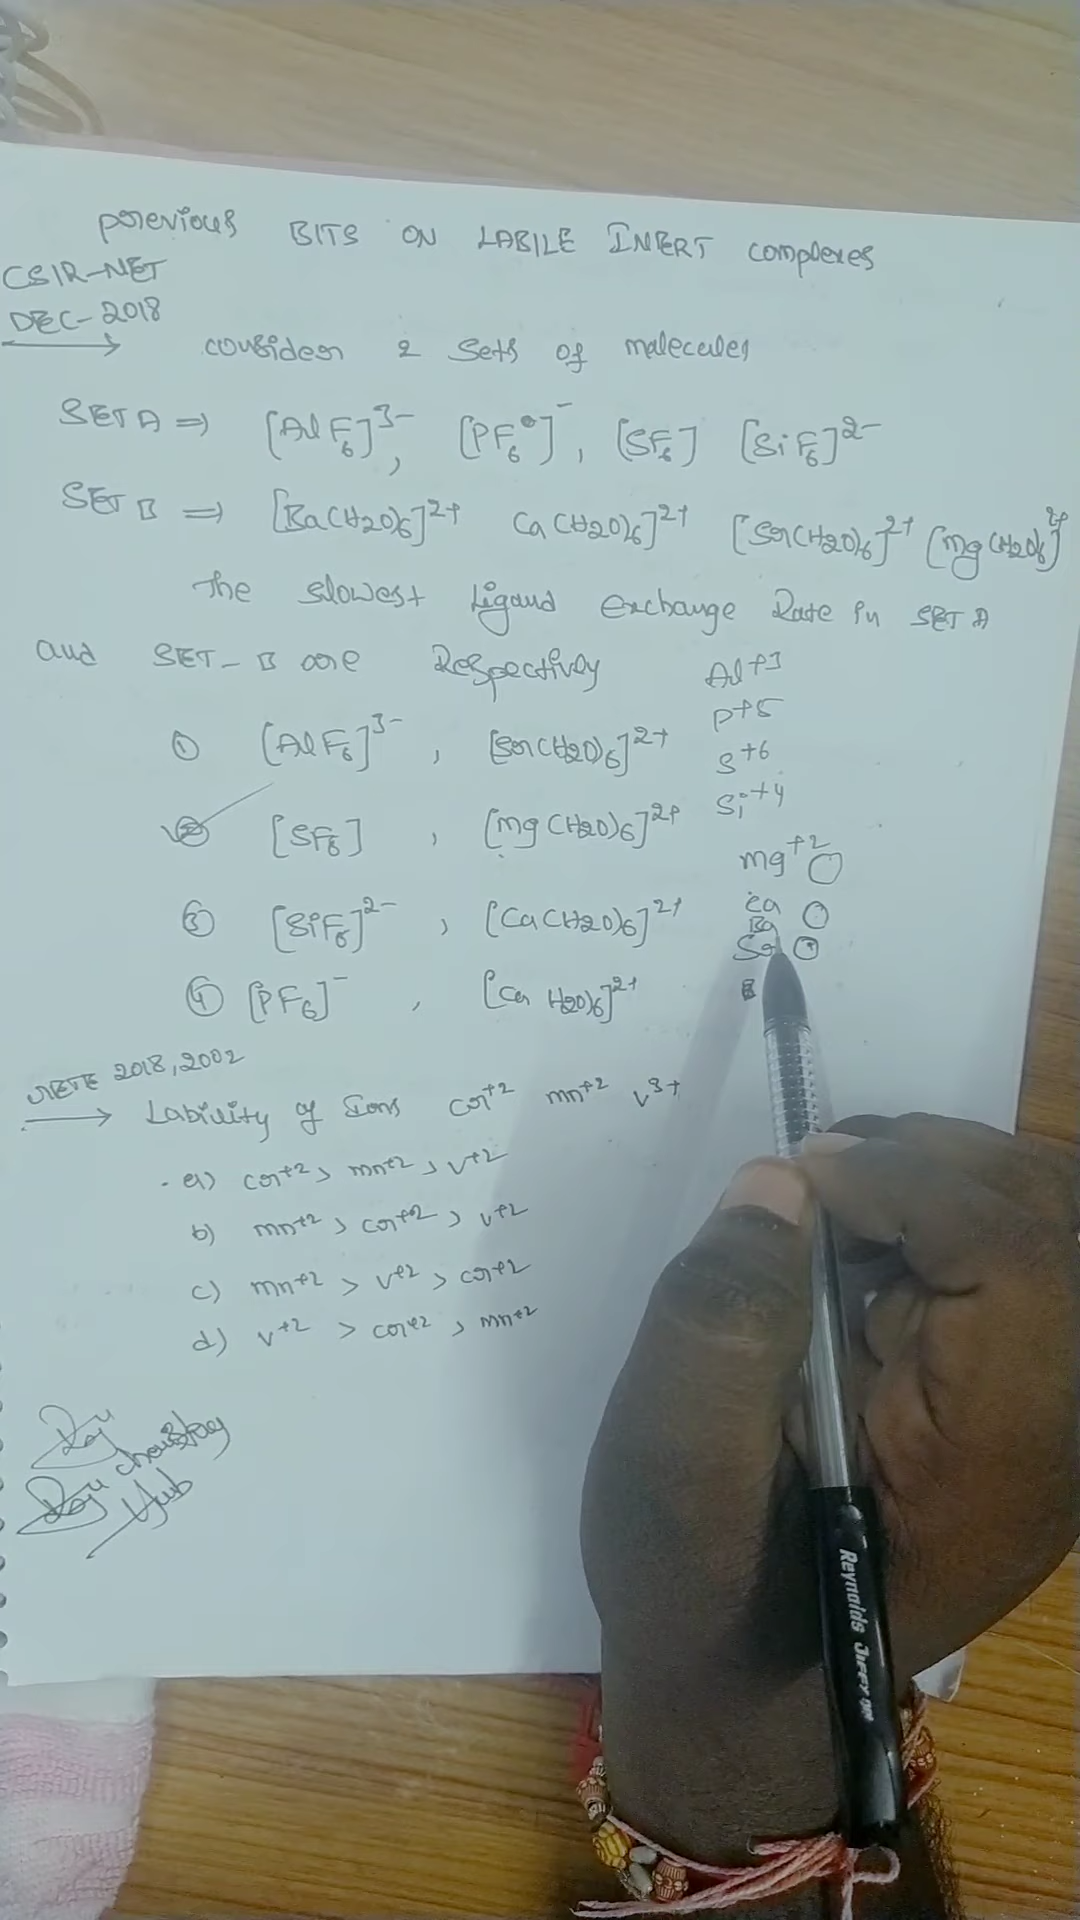 previous BITS ON LABILE INERT complexes
CSIR-NET
DEC-2018
consider 2 sets of molecules
SET A ⇒ [AlF6]3-, [PF6]-, [SF6] [SiF6]2-
SET B ⇒ [Ba(H2O)6]2+ Ca(H2O)6]2+ [Sr(H2O)6]2+ [mg(H2O)6]2+
The slowest Ligand exchange Rate in SET A
and SET-B are Respectively
Al+3
P+5
S+6
Si+4
mg+2
ca
Ba
Sr
① [AlF6]3-, [Sr(H2O)6]2+
② [SF6], [mg(H2O)6]2+
③ [SiF6]2-, [Ca(H2O)6]2+
④ [PF6]-, [Ca H2O)6]2+
2018, 2002
Lability of Ions Cr+2 mn+2 V3+
a) Cr+2 > mn+2 > V+2
b) mn+2 > Cr+2 > V+2
c) mn+2 > V+2 > Cr+2
d) V+2 > Cr+2 > mn+2
Raju
Raju
Reynolds JIFFY